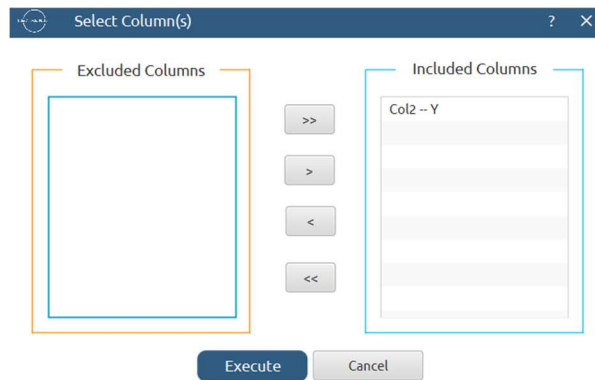 Select Column(s) ? ×
Excluded Columns
Included Columns
Col2 -- Y
>>
>
<
<<
Execute
Cancel